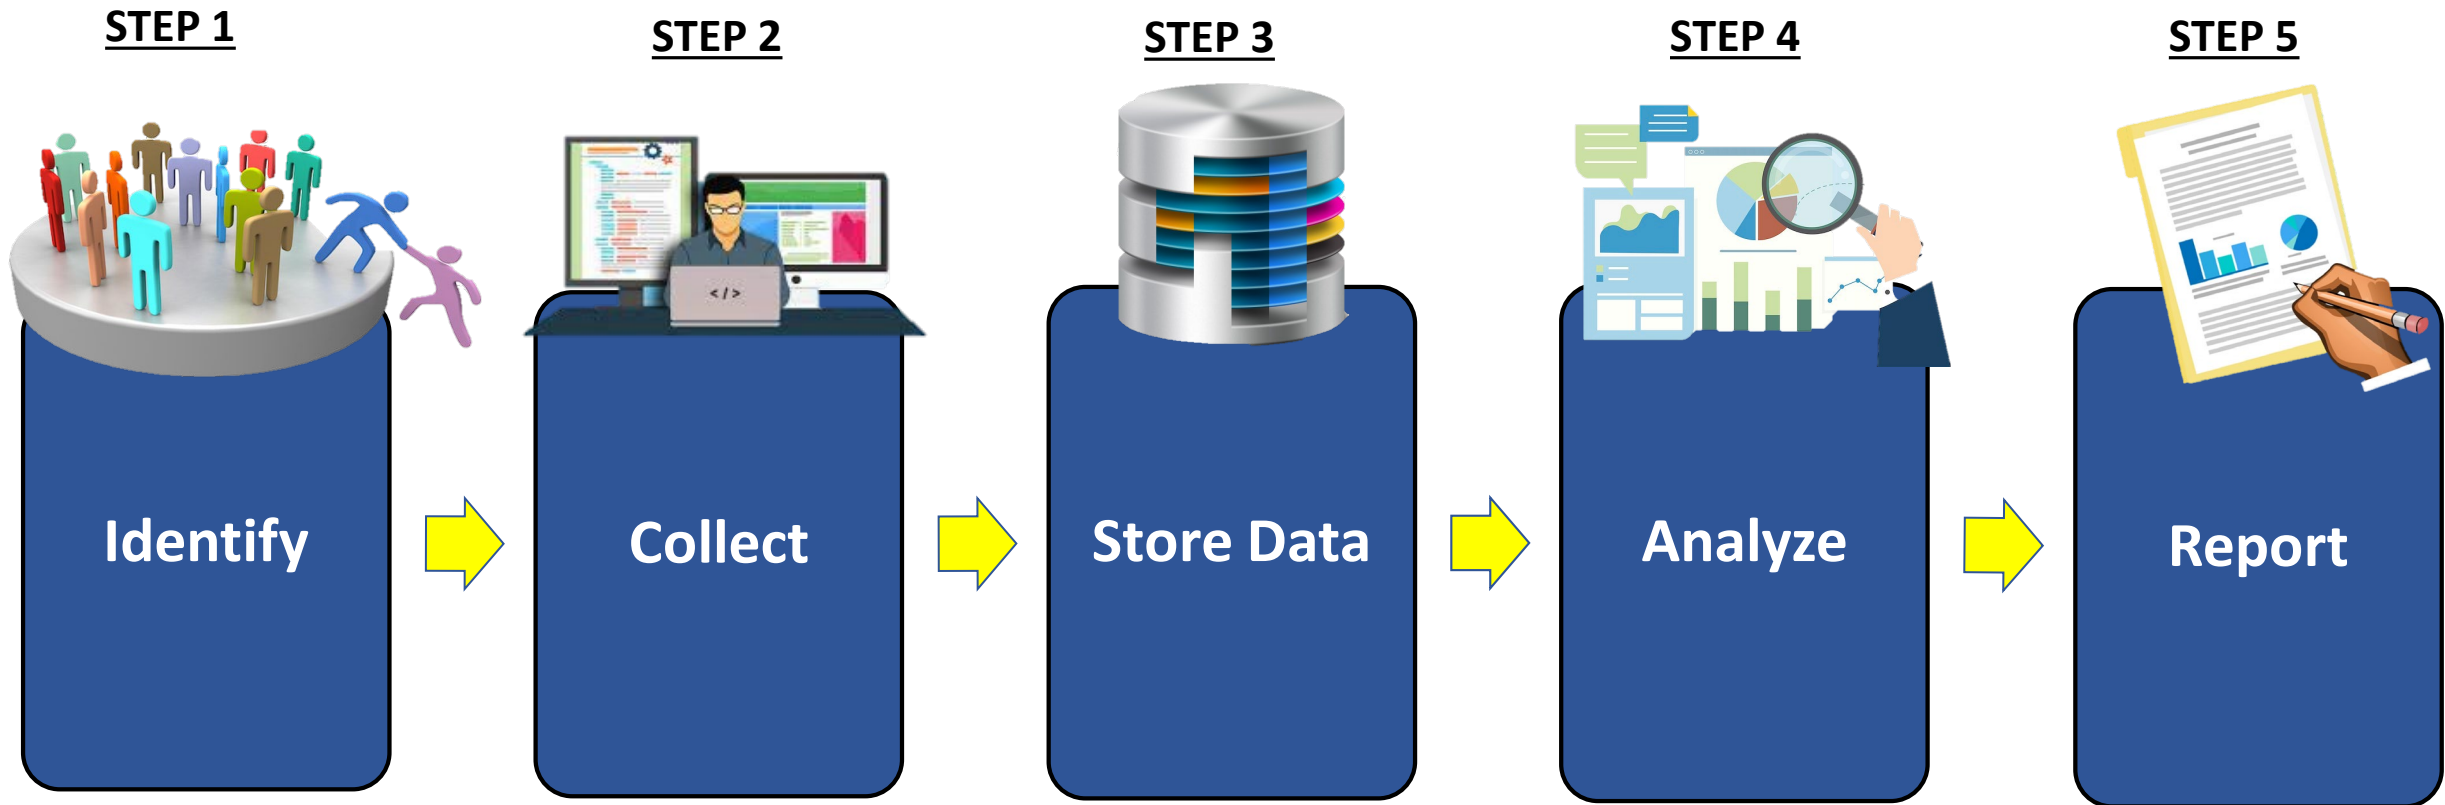 STEP 1
STEP 2
STEP 3
STEP 4
STEP 5
</>
Identify
Collect
Store Data
Analyze
Report